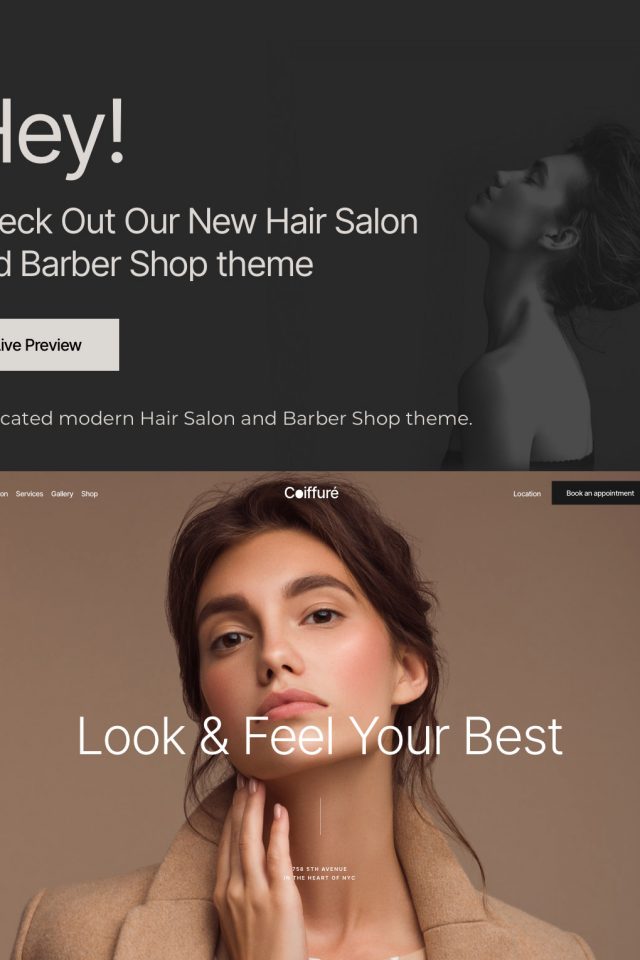 Hey!
eck Out Our New Hair Salon
d Barber Shop theme
ive Preview
cated modern Hair Salon and Barber Shop theme.
on Services Gallery Shop
Coiffuré
Location
Book an appointment
Look & Feel Your Best
758 5TH AVENUE
IN THE HEART OF NYC